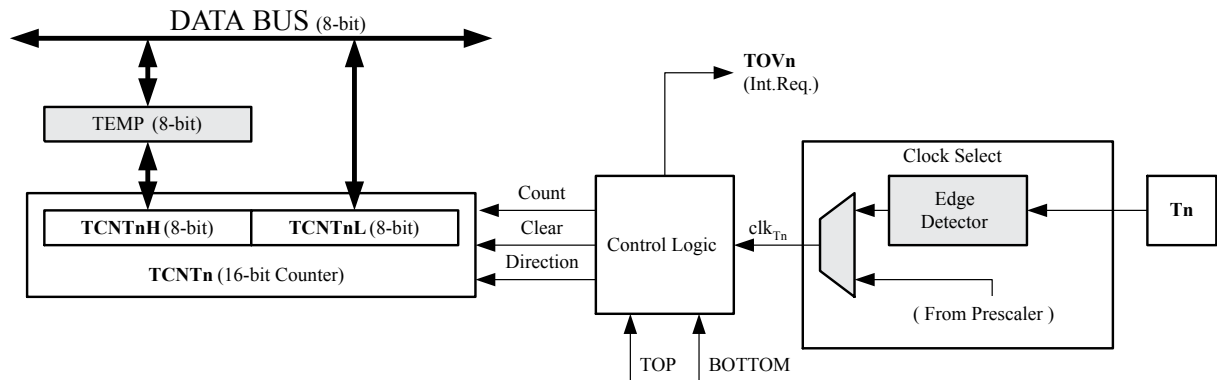 DATA BUS (8-bit)
TOVn
(Int.Req.)
TEMP (8-bit)
Clock Select
Count
Edge
Detector
Tn
TCNTnH (8-bit)
TCNTnL (8-bit)
Clear
Control Logic
clkTn
TCNTn (16-bit Counter)
Direction
( From Prescaler )
TOP
BOTTOM